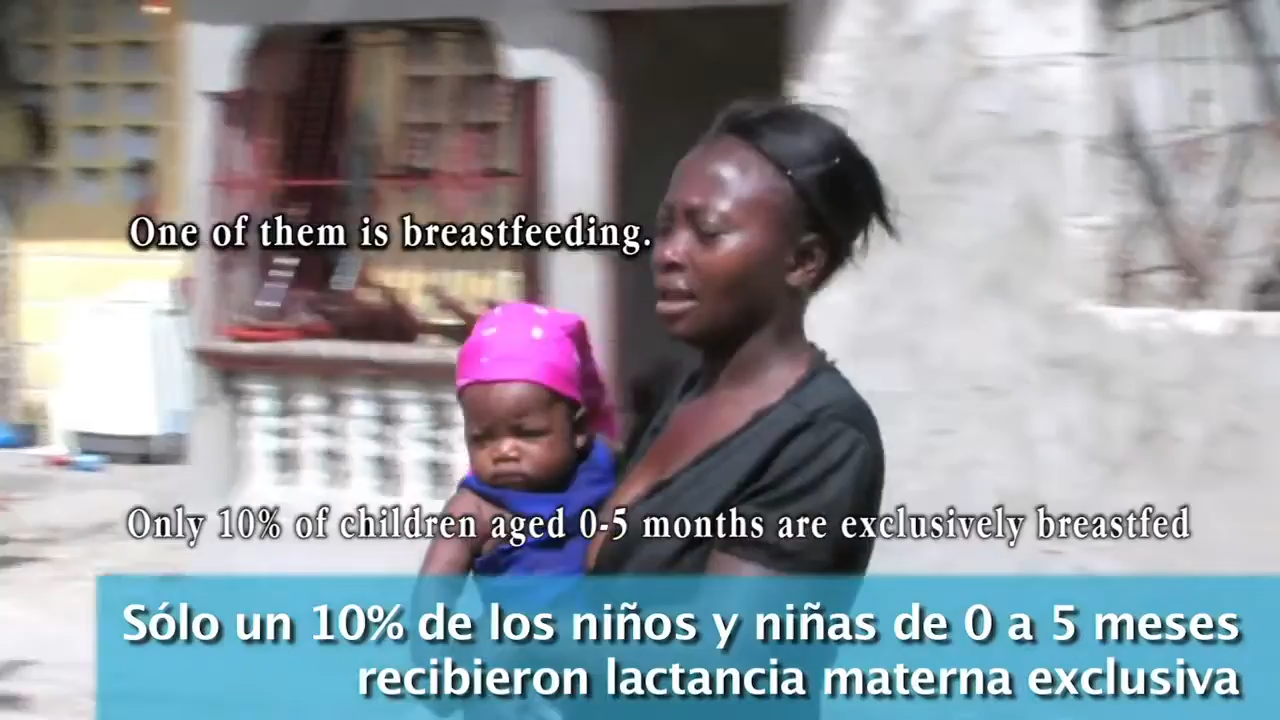 One of them is breastfeeding.
Only 10% of children aged 0-5 months are exclusively breastfed
Sólo un 10% de los niños y niñas de 0 a 5 meses
recibieron lactancia materna exclusiva